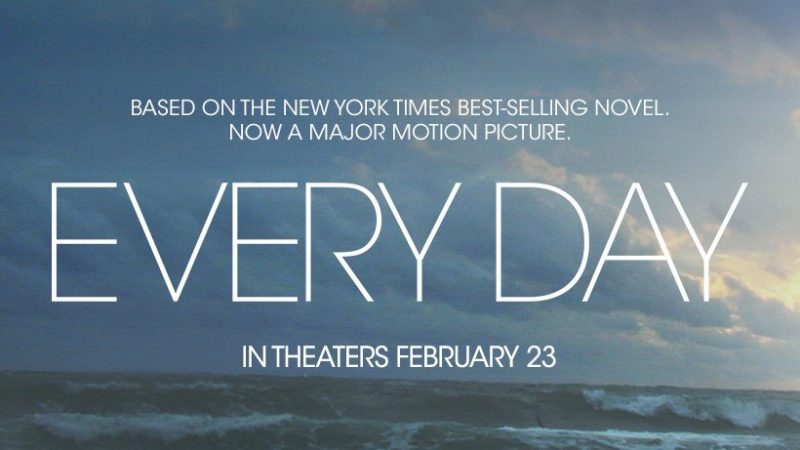 BASED ON THE NEW YORK TIMES BEST-SELLING NOVEL.
NOW A MAJOR MOTION PICTURE.
EVERY DAY
IN THEATERS FEBRUARY 23